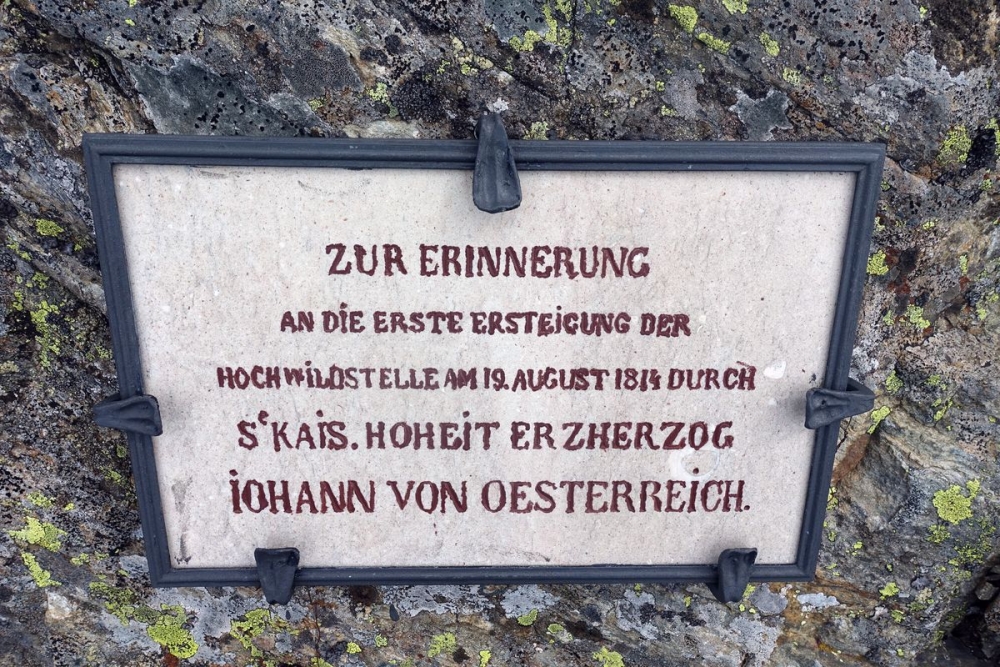 ZUR ERINNERUNG
AN DIE ERSTE ERSTEIGUNG DER
HOCHWILDSTELLE AM 19. AUGUST 1814 DURCH
Se KAIS. HOHEIT ERZHERZOG
IOHANN VON OESTERREICH.